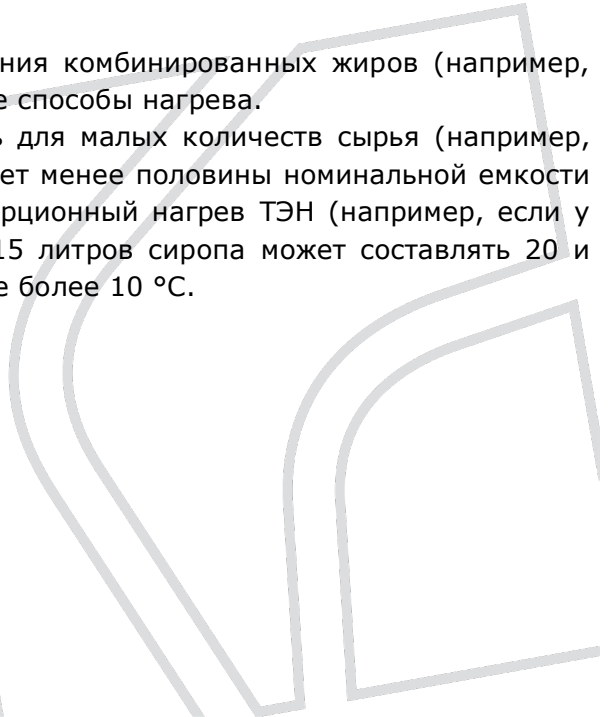 ния комбинированных жиров (например,
е способы нагрева.
для малых количеств сырья (например,
ет менее половины номинальной емкости
рционный нагрев ТЭН (например, если у
15 литров сиропа может составлять 20 и
е более 10 °C.